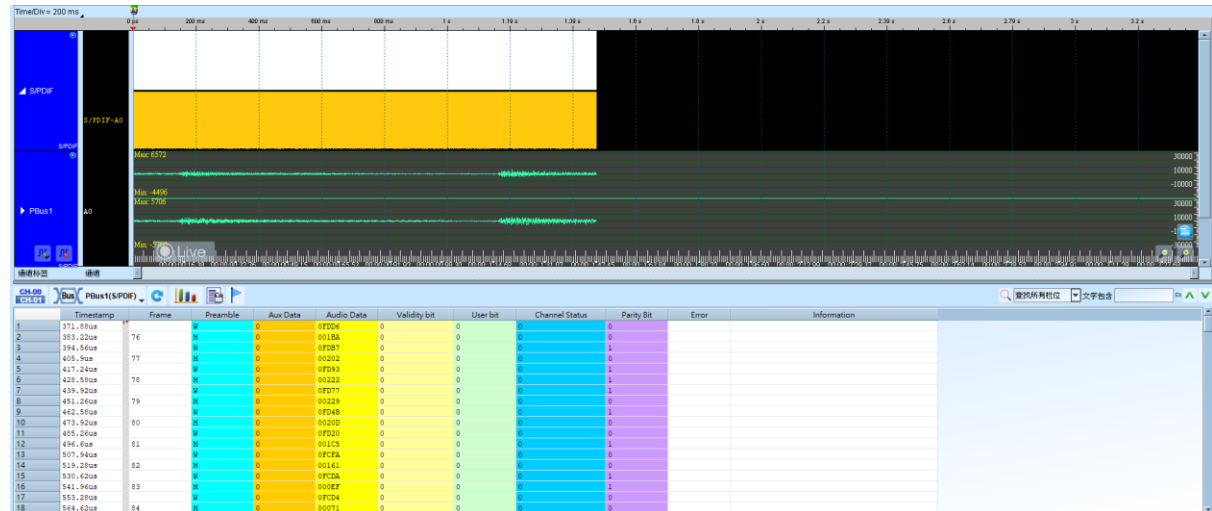 Time/Div= 200 ms
0 ps 200 ms 400 ms 600 ms 800 ms 1 s 1.19 s 1.39 s 1.6 s 1.8 s 2 s 2.2 s 2.39 s 2.6 s 2.79 s 3 s 3.2 s
S/PDIF
S/PDIF-A0
S/PDIF
Max: 6572
30000
10000
-10000
Min: -4496
Max: 5706
30000
PBus1
A0
10000
Live
通道标签 通道
CH-00
CH-01
Bus
PBus1(S/PDIF)
查找所有栏位
文字包含
Timestamp Frame Preamble Aux Data Audio Data Validity bit User bit Channel Status Parity Bit Error Information
1 371.88us W 0 0FDD6 0 0 0 0
2 383.22us 76 M 0 001BA 0 0 0 0
3 394.56us W 0 0FDB7 0 0 0 1
4 405.9us 77 M 0 00202 0 0 0 0
5 417.24us W 0 0FD93 0 0 0 1
6 428.58us 78 M 0 00222 0 0 0 1
7 439.92us W 0 0FD77 0 0 0 1
8 451.26us 79 M 0 00229 0 0 0 0
9 462.58us W 0 0FD4B 0 0 0 1
10 473.92us 80 M 0 0020D 0 0 0 0
11 485.26us W 0 0FD20 0 0 0 0
12 496.6us 81 M 0 001C5 0 0 0 1
13 507.94us W 0 0FCFA 0 0 0 0
14 519.28us 82 M 0 00161 0 0 0 0
15 530.62us W 0 0FCDA 0 0 0 1
16 541.96us 83 M 0 000EF 0 0 0 1
17 553.28us W 0 0FCD4 0 0 0 0
18 564.62us 84 M 0 00071 0 0 0 0